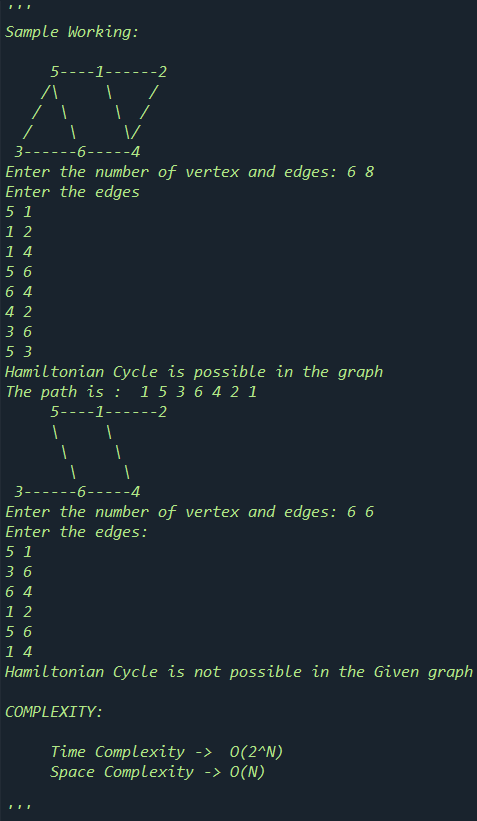 '''
Sample Working:

     5----1------2
    /\     \    /
   /  \     \  /
  /    \     \/
 3------6-----4
Enter the number of vertex and edges: 6 8
Enter the edges
5 1
1 2
1 4
5 6
6 4
4 2
3 6
5 3
Hamiltonian Cycle is possible in the graph
The path is :  1 5 3 6 4 2 1
     5----1------2
     \     \
      \     \
       \     \
 3------6-----4
Enter the number of vertex and edges: 6 6
Enter the edges:
5 1
3 6
6 4
1 2
5 6
1 4
Hamiltonian Cycle is not possible in the Given graph

COMPLEXITY:

     Time Complexity ->  O(2^N)
     Space Complexity -> O(N)

'''